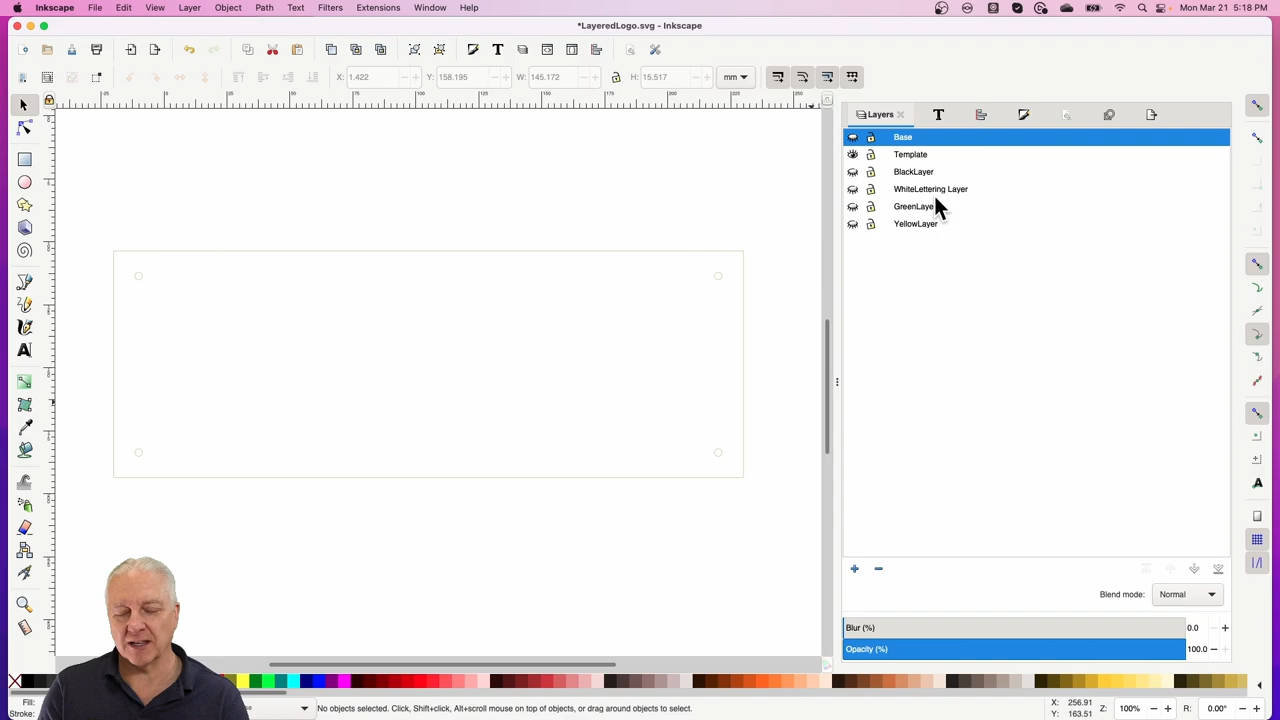 Inkscape File Edit View Layer Object Path Text Filters Extensions Window Help Mon Mar 21 5:18 PM
*LayeredLogo.svg - Inkscape
X: 1.422 Y: 158.195 W: 145.172 H: 15.517 mm
Layers
Base
Template
BlackLayer
WhiteLettering Layer
GreenLaye
YellowLayer
Blend mode: Normal
Blur (%) 0.0
Opacity (%) 100.0
Fill:
Stroke:
No objects selected. Click, Shift+click, Alt+scroll mouse on top of objects, or drag around objects to select.
X: 256.91
Y: 163.51
Z: 100%
R: 0.00°